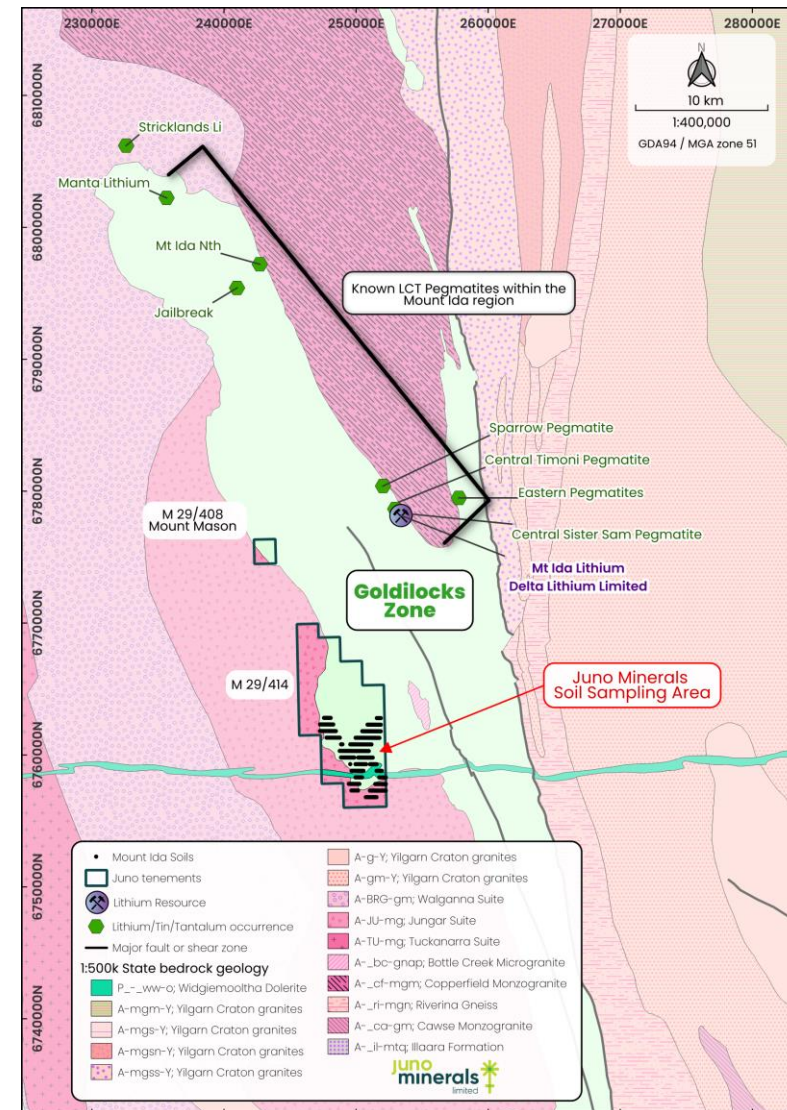 230000E
240000E
250000E
260000E
270000E
280000E
N
10 km
1:400,000
GDA94 / MGA zone 51
6810000N
6800000N
6790000N
6780000N
6770000N
6760000N
6750000N
6740000N
Stricklands Li
Manta Lithium
Mt Ida Nth
Jailbreak
Known LCT Pegmatites within the
Mount Ida region
Sparrow Pegmatite
Central Timoni Pegmatite
Eastern Pegmatites
Central Sister Sam Pegmatite
Mt Ida Lithium
Delta Lithium Limited
M 29/408
Mount Mason
Goldilocks
Zone
M 29/414
Juno Minerals
Soil Sampling Area
Mount Ida Soils
Juno tenements
Lithium Resource
Lithium/Tin/Tantalum occurrence
Major fault or shear zone
1:500k State bedrock geology
P_-_ww-o; Widgiemooltha Dolerite
A-mgm-Y; Yilgarn Craton granites
A-mgs-Y; Yilgarn Craton granites
A-mgsn-Y; Yilgarn Craton granites
A-mgss-Y; Yilgarn Craton granites
A-g-Y; Yilgarn Craton granites
A-gm-Y; Yilgarn Craton granites
A-BRG-gm; Walganna Suite
A-JU-mg; Jungar Suite
A-TU-mg; Tuckanarra Suite
A-_bc-gnap; Bottle Creek Microgranite
A-_cf-mgm; Copperfield Monzogranite
A-_ri-mgn; Riverina Gneiss
A-_ca-gm; Cawse Monzogranite
A-_il-mtq; Illaara Formation
juno
minerals
limited